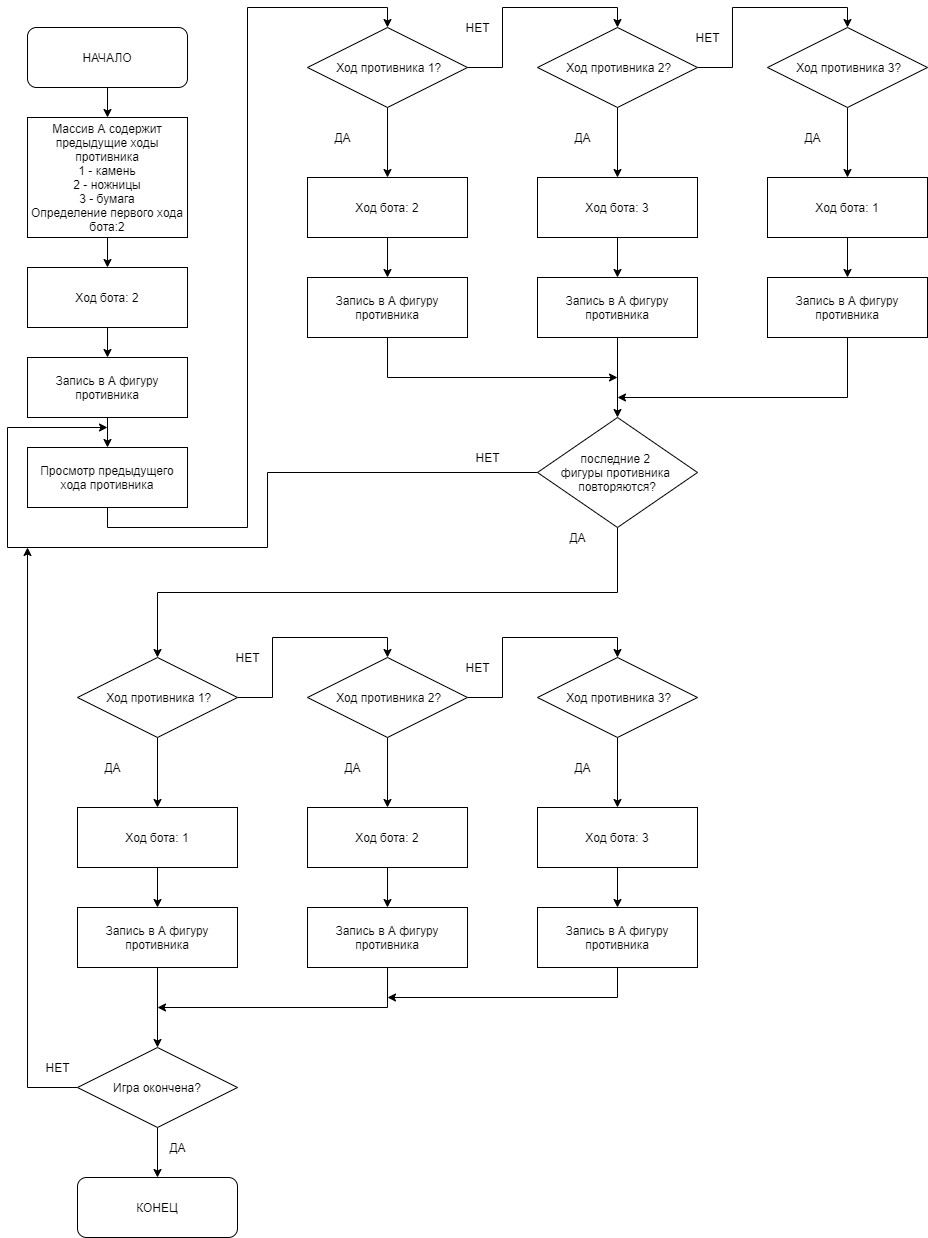 НАЧАЛО
Массив А содержит
предыдущие ходы
противника
1 - камень
2 - ножницы
3 - бумага
Определение первого хода
бота:2
Ход бота: 2
Запись в А фигуру
противника
Просмотр предыдущего
хода противника
Ход противника 1?
НЕТ
Ход противника 2?
НЕТ
Ход противника 3?
ДА
ДА
ДА
Ход бота: 2
Ход бота: 3
Ход бота: 1
Запись в А фигуру
противника
Запись в А фигуру
противника
Запись в А фигуру
противника
последние 2
фигуры противника
повторяются?
НЕТ
ДА
Ход противника 1?
НЕТ
Ход противника 2?
НЕТ
Ход противника 3?
ДА
ДА
ДА
Ход бота: 1
Ход бота: 2
Ход бота: 3
Запись в А фигуру
противника
Запись в А фигуру
противника
Запись в А фигуру
противника
НЕТ
Игра окончена?
ДА
КОНЕЦ